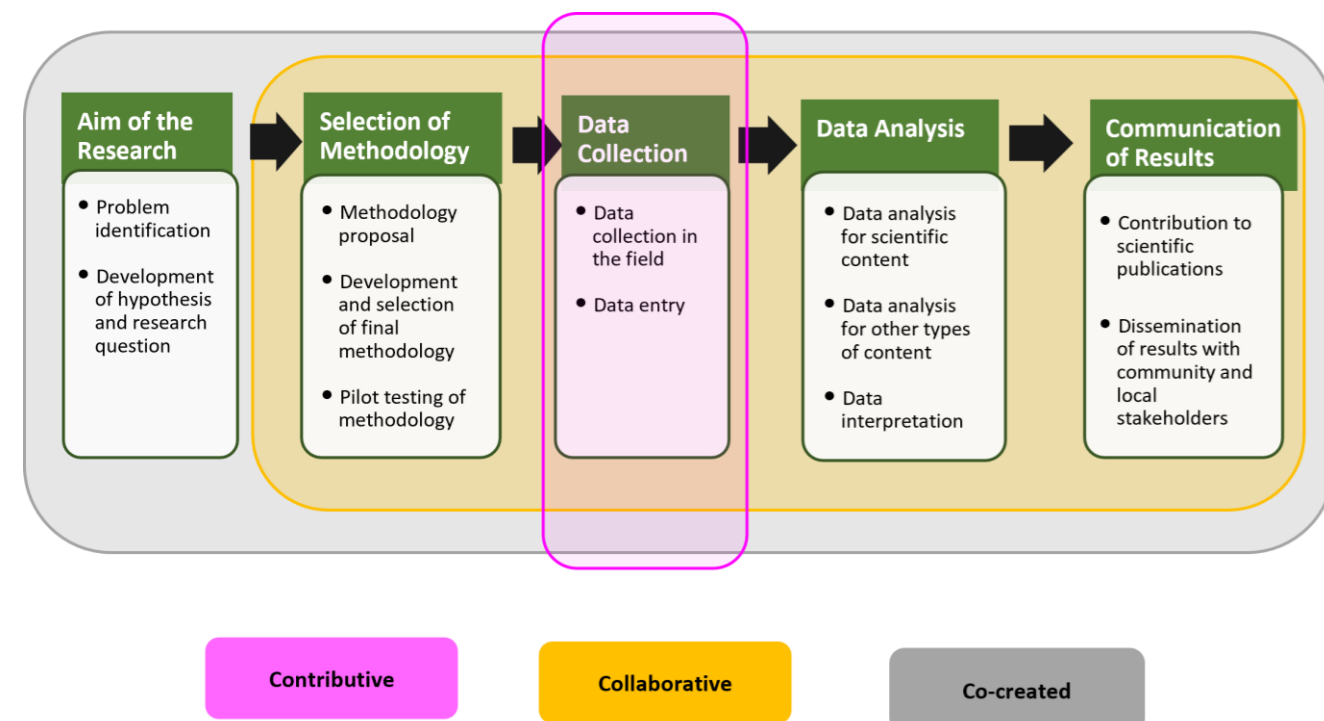 Aim of the
Research
• Problem
identification
• Development
of hypothesis
and research
question
Selection of
Methodology
• Methodology
proposal
• Development
and selection
of final
methodology
• Pilot testing of
methodology
Data
Collection
• Data
collection in
the field
• Data entry
Data Analysis
• Data analysis
for scientific
content
• Data analysis
for other types
of content
• Data
interpretation
Communication
of Results
• Contribution to
scientific
publications
• Dissemination
of results with
community and
local
stakeholders
Contributive
Collaborative
Co-created